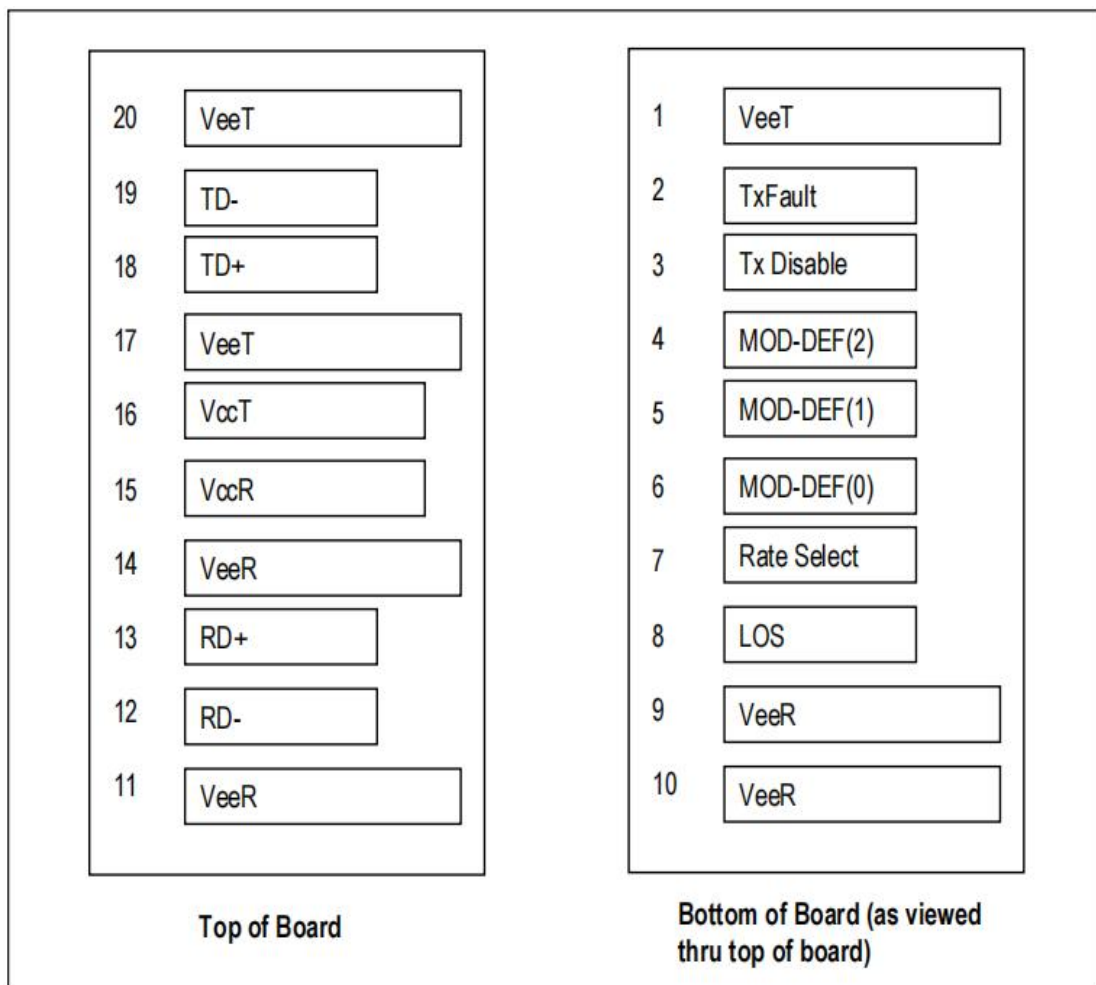 20 VeeT
19 TD-
18 TD+
17 VeeT
16 VccT
15 VccR
14 VeeR
13 RD+
12 RD-
11 VeeR
Top of Board
1 VeeT
2 TxFault
3 Tx Disable
4 MOD-DEF(2)
5 MOD-DEF(1)
6 MOD-DEF(0)
7 Rate Select
8 LOS
9 VeeR
10 VeeR
Bottom of Board (as viewed
thru top of board)